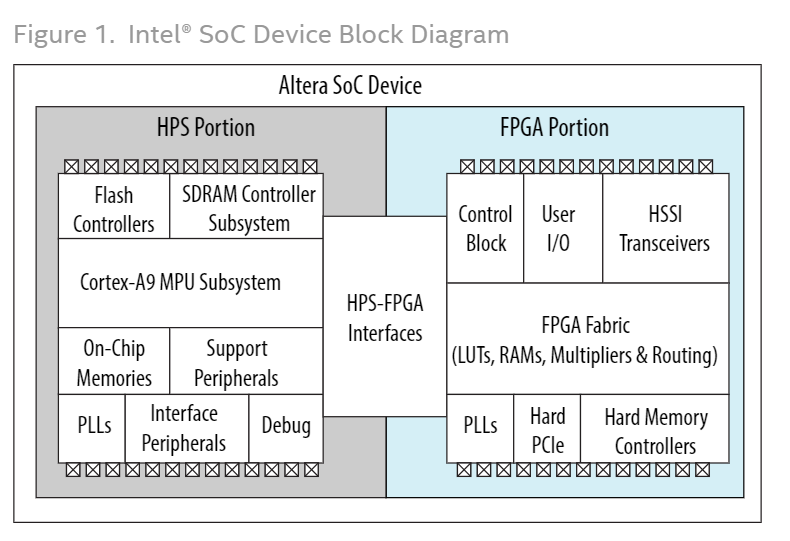 Figure 1. Intel® SoC Device Block Diagram
Altera SoC Device
HPS Portion
Flash
Controllers
SDRAM Controller
Subsystem
Cortex-A9 MPU Subsystem
On-Chip
Memories
Support
Peripherals
PLLs
Interface
Peripherals
Debug
HPS-FPGA
Interfaces
FPGA Portion
Control
Block
User
I/O
HSSI
Transceivers
FPGA Fabric
(LUTs, RAMs, Multipliers & Routing)
PLLs
Hard
PCIe
Hard Memory
Controllers